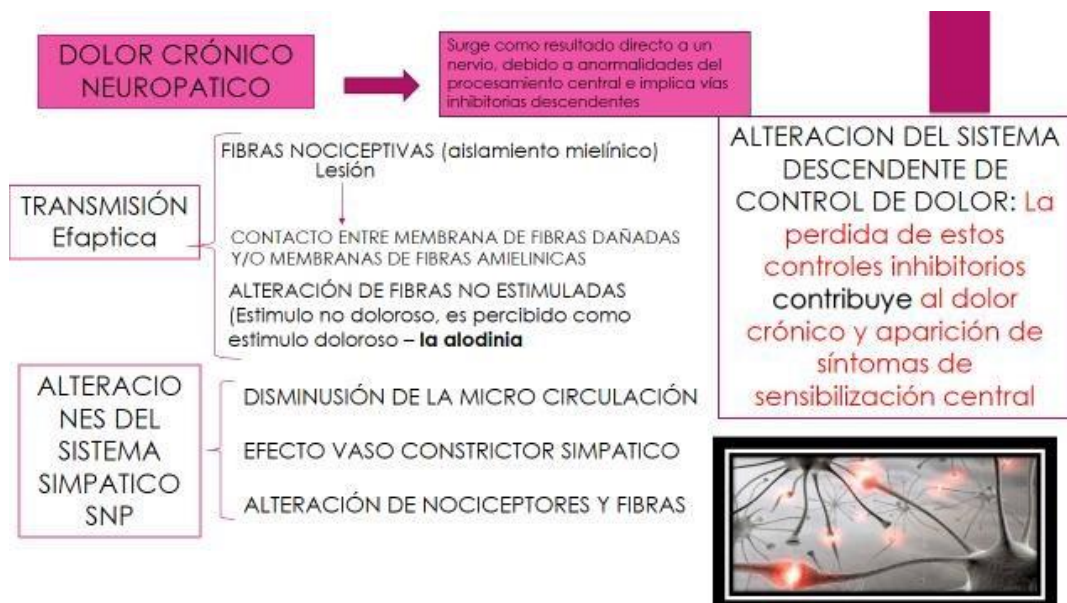 DOLOR CRÓNICO
NEUROPATICO
Surge como resultado directo a un
nervio, debido a anormalidades del
procesamiento central e implica vías
inhibitorias descendentes
TRANSMISIÓN
Efaptica
FIBRAS NOCICEPTIVAS (aislamiento mielínico)
Lesión
CONTACTO ENTRE MEMBRANA DE FIBRAS DAÑADAS
Y/O MEMBRANAS DE FIBRAS AMIELINICAS
ALTERACIÓN DE FIBRAS NO ESTIMULADAS
(Estimulo no doloroso, es percibido como
estimulo doloroso – la alodinia
ALTERACIO
NES DEL
SISTEMA
SIMPATICO
SNP
DISMINUSIÓN DE LA MICRO CIRCULACIÓN
EFECTO VASO CONSTRICTOR SIMPATICO
ALTERACIÓN DE NOCICEPTORES Y FIBRAS
ALTERACION DEL SISTEMA
DESCENDENTE DE
CONTROL DE DOLOR: La
perdida de estos
controles inhibitorios
contribuye al dolor
crónico y aparición de
síntomas de
sensibilización central